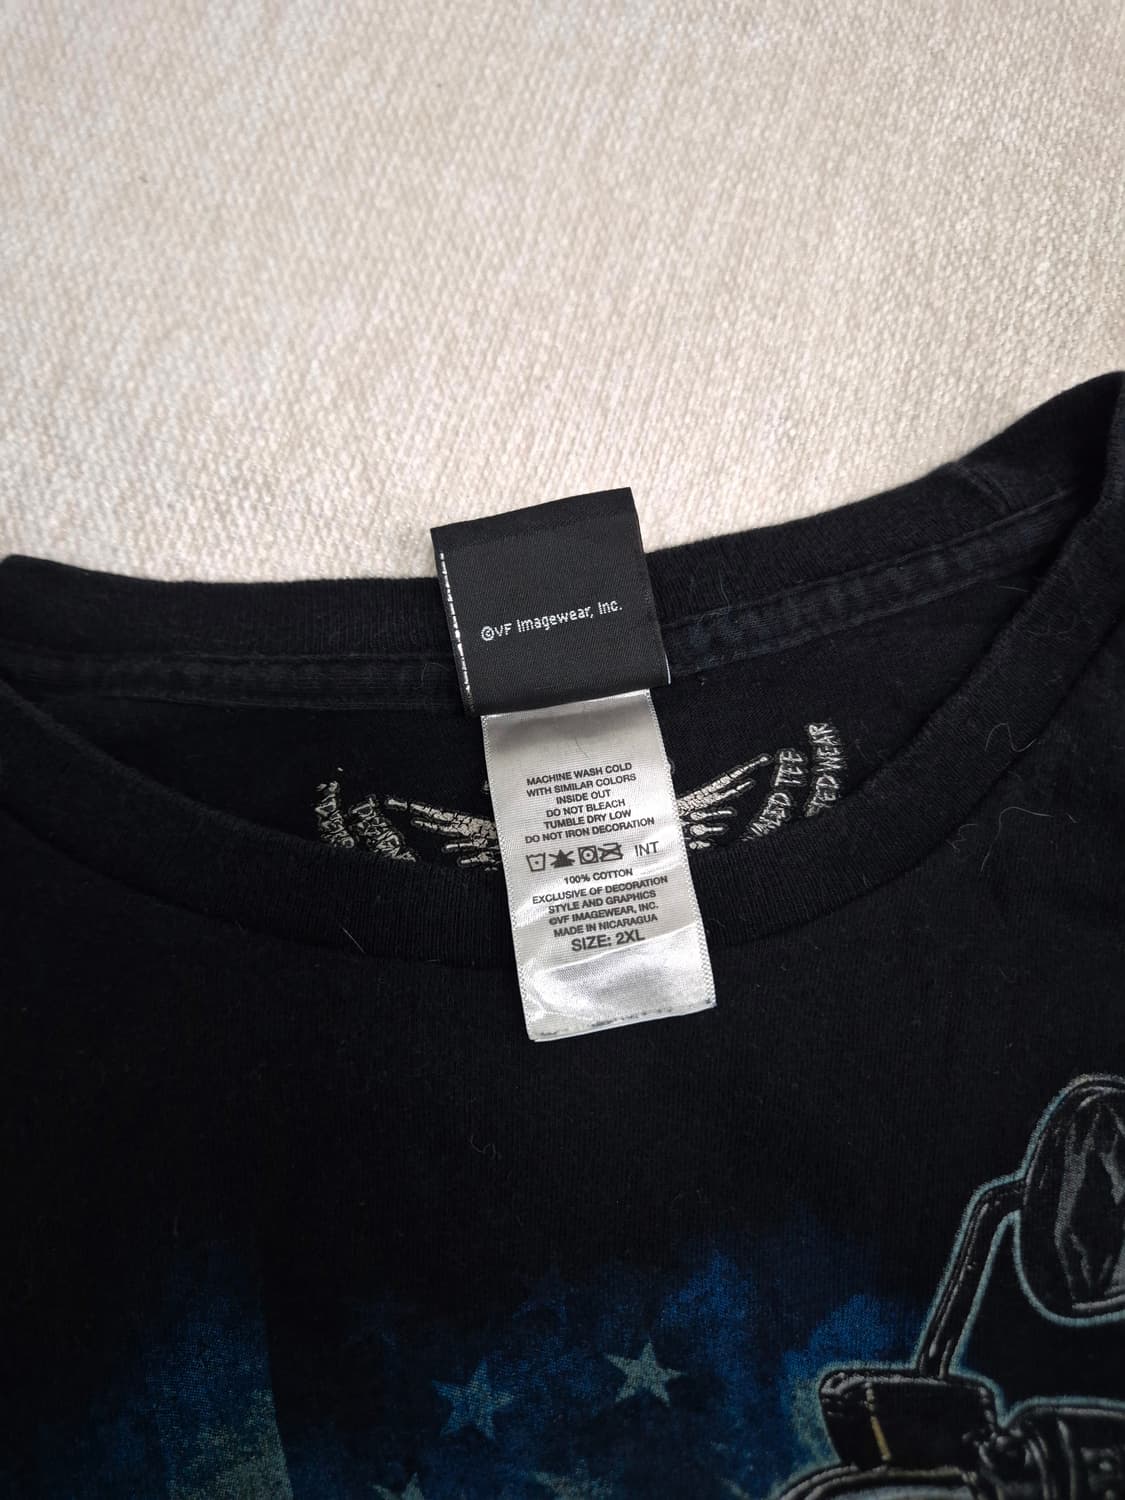 ©VF Imagewear, Inc.
MACHINE WASH COLD
WITH SIMILAR COLORS
INSIDE OUT
DO NOT BLEACH
TUMBLE DRY LOW
DO NOT IRON DECORATION
INT
100% COTTON
EXCLUSIVE OF DECORATION
STYLE AND GRAPHICS
©VF IMAGEWEAR, INC.
MADE IN NICARAGUA
SIZE: 2XL
TEE
WEAR